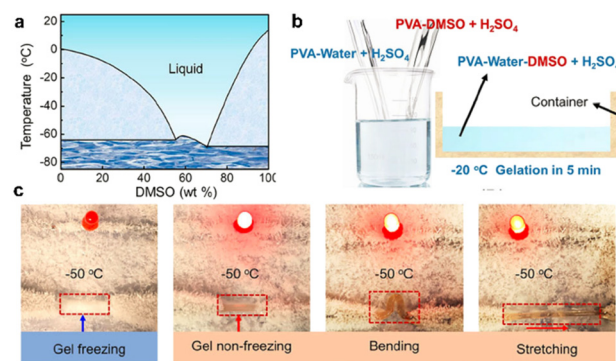 a
Temperature (°C)
20
0
-20
-40
-60
-80
Liquid
0 20 40 60 80 100
DMSO (wt %)
b
PVA-DMSO + H₂SO₄
PVA-Water + H₂SO₄
PVA-Water-DMSO + H₂SO
Container
-20 °C Gelation in 5 min
c
-50 °C
-50 °C
-50 °C
-50 °C
Gel freezing
Gel non-freezing
Bending
Stretching